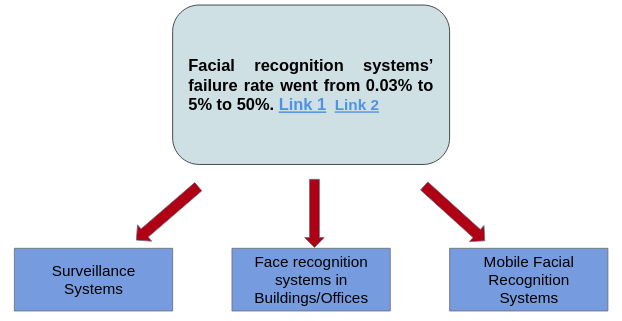 Facial recognition systems’
failure rate went from 0.03% to
5% to 50%. Link 1 Link 2
Surveillance
Systems
Face recognition
systems in
Buildings/Offices
Mobile Facial
Recognition
Systems